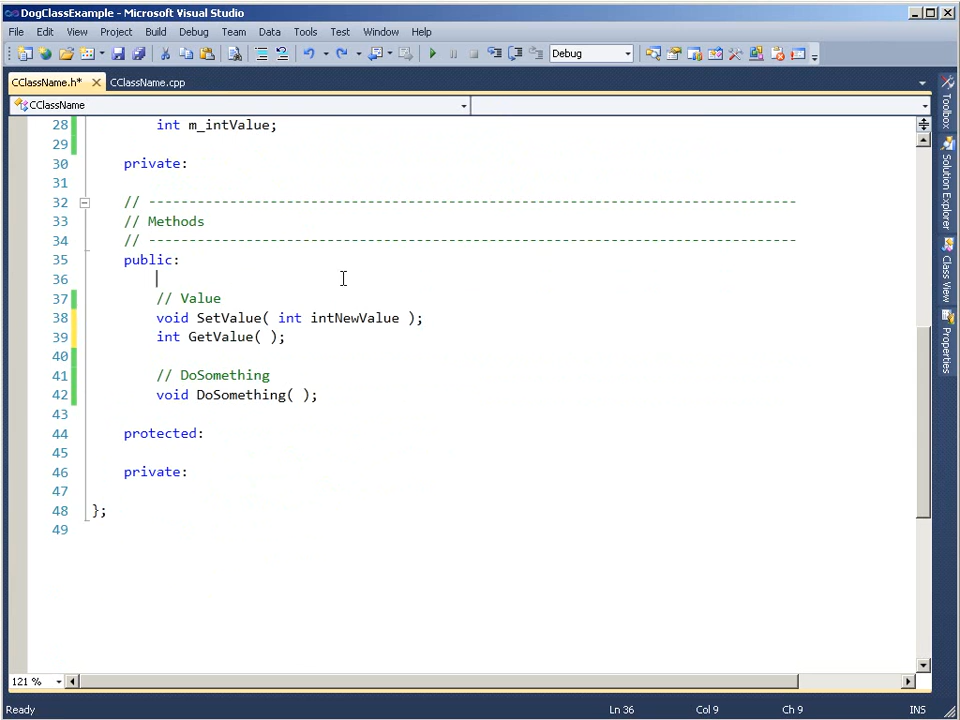 DogClassExample - Microsoft Visual Studio
File Edit View Project Build Debug Team Data Tools Test Window Help
Debug
CClassName.h* CClassName.cpp
CClassName
28 int m_intValue;
29
30 private:
31
32 // --------------------------------------------------------------------------------
33 // Methods
34 // --------------------------------------------------------------------------------
35 public:
36
37 // Value
38 void SetValue( int intNewValue );
39 int GetValue( );
40
41 // DoSomething
42 void DoSomething( );
43
44 protected:
45
46 private:
47
48 };
49
Toolbox
Solution Explorer
Class View
Properties
121 %
Ready Ln 36 Col 9 Ch 9 INS